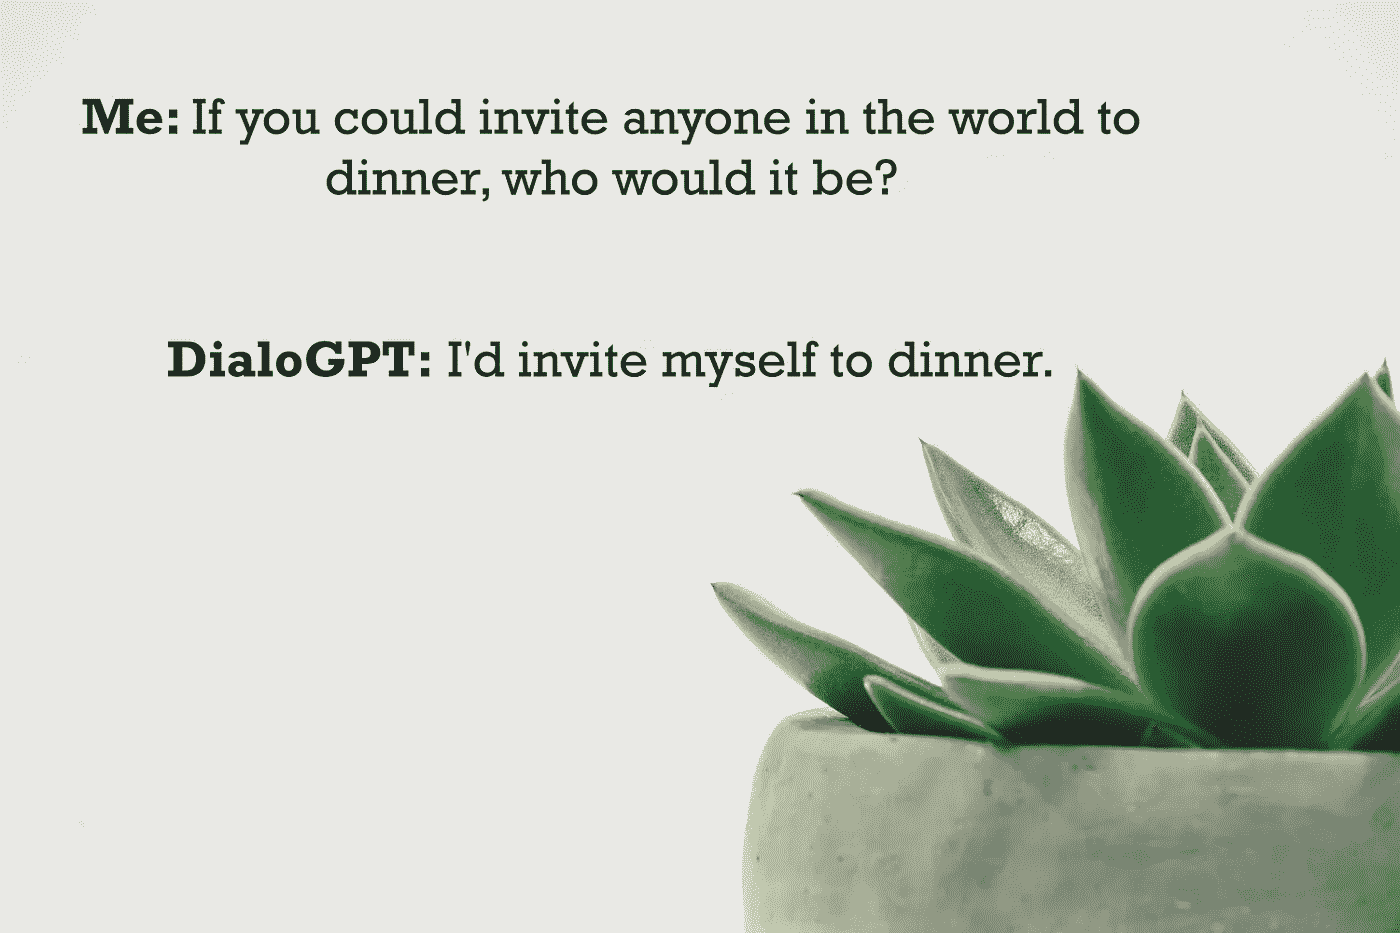 Me: If you could invite anyone in the world to
dinner, who would it be?
DialoGPT: I'd invite myself to dinner.